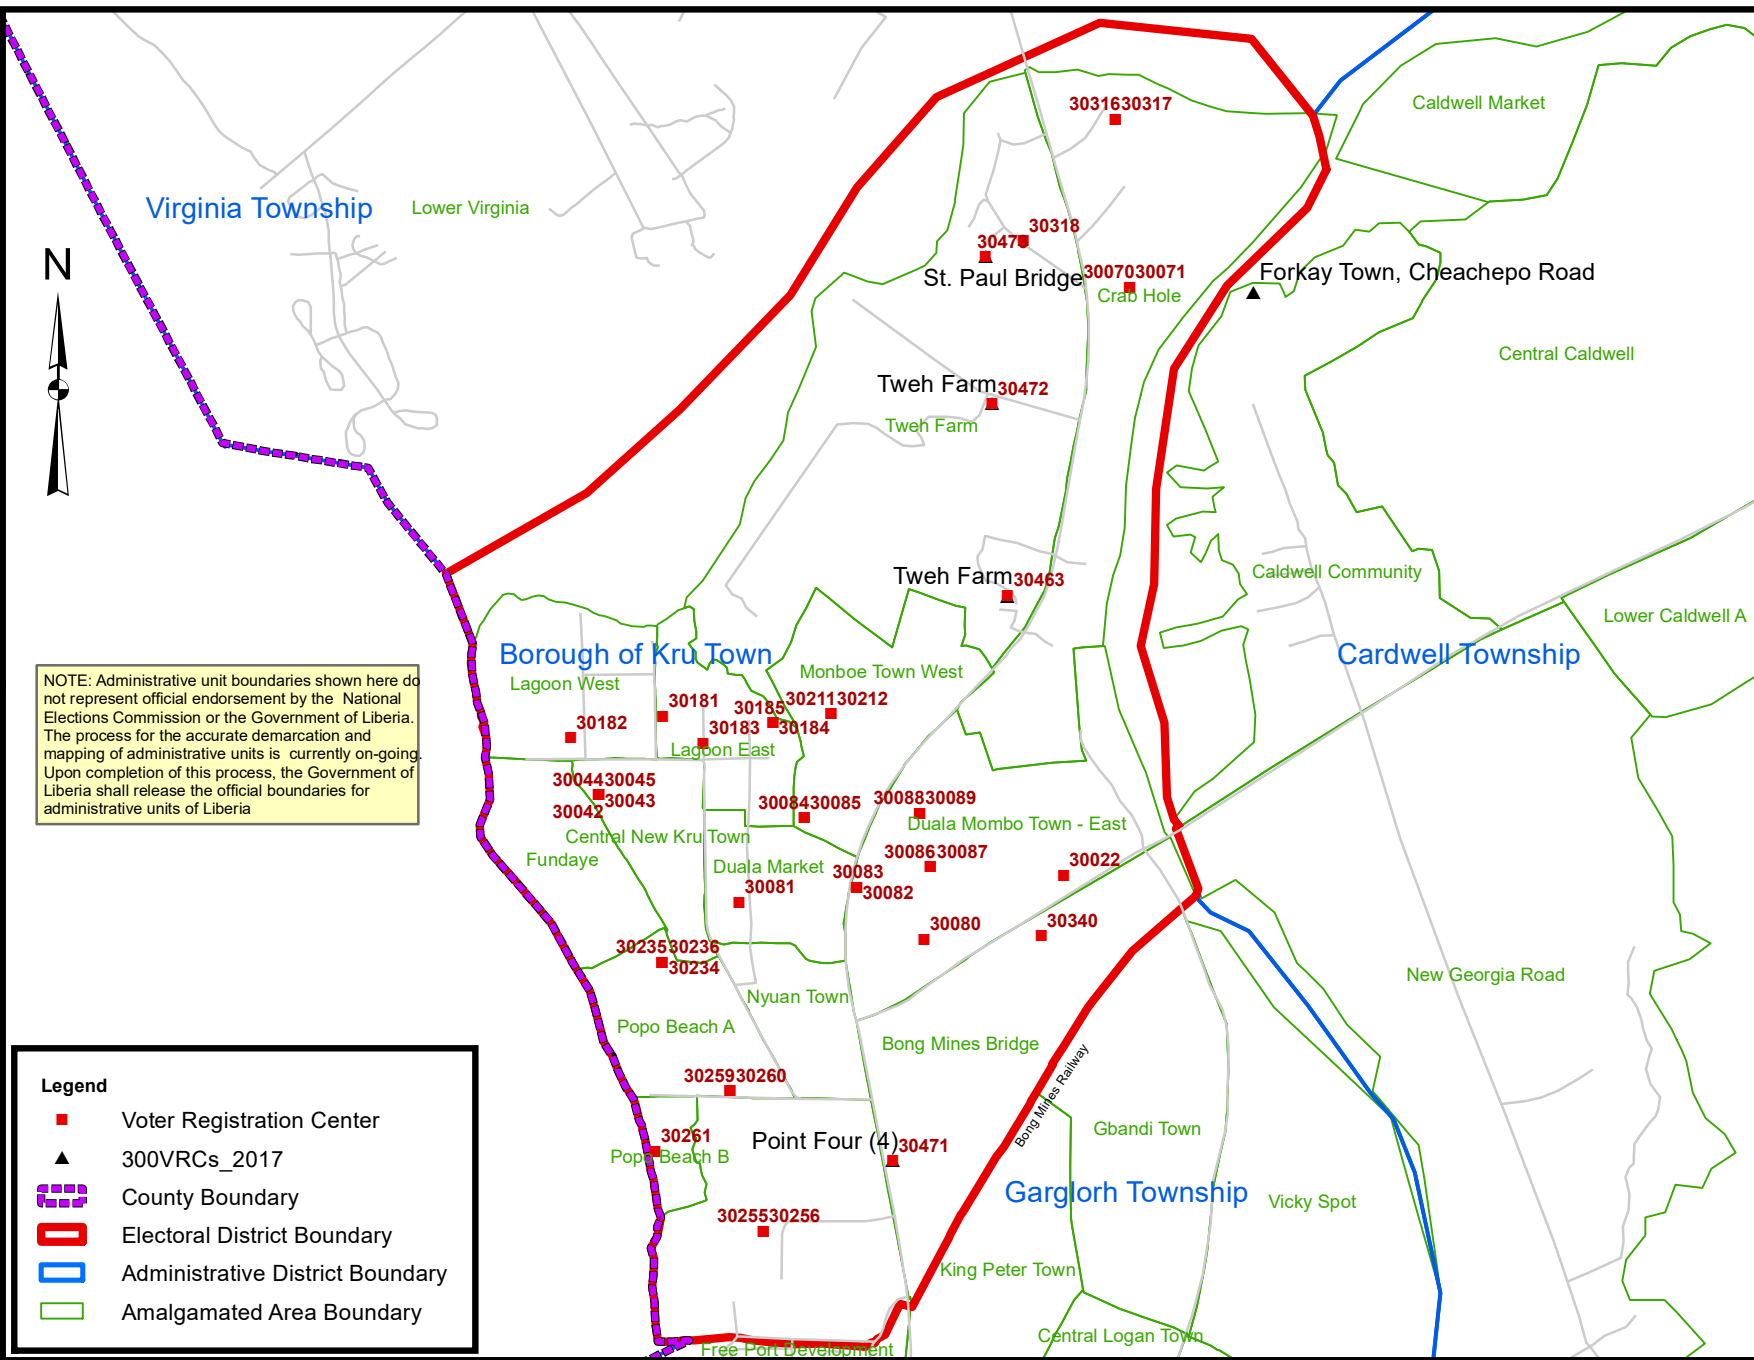 3031630317
Caldwell Market
Virginia Township
Lower Virginia
30318
N
St. Paul Bridge
3007030071
Crab Hole
Forkay Town, Cheachepo Road
Central Caldwell
Tweh Farm
30472
Tweh Farm
Caldwell Community
Tweh Farm
30463
Lower Caldwell A
Borough of Kru Town
Cardwell Township
Monboe Town West
Lagoon West
NOTE: Administrative unit boundaries shown here do
not represent official endorsement by the National
Elections Commission or the Government of Liberia.
The process for the accurate demarcation and
mapping of administrative units is currently on-going.
Upon completion of this process, the Government of
Liberia shall release the official boundaries for
administrative units of Liberia
30181
3021130212
30185
30182
30183
30184
Lagoon East
3004430045
30043
30042
3008430085
3008830089
Duala Mombo Town - East
Central New Kru Town
3008630087
Fundaye
Duala Market
30022
30083
30081
30082
30080
30340
3023530236
30234
New Georgia Road
Nyuan Town
Popo Beach A
Bong Mines Bridge
Bong Mines Railway
3025930260
Gbandi Town
30261
Point Four (4)
30471
Popo Beach B
Garglorh Township
Vicky Spot
3025530256
King Peter Town
Central Logan Town
Free Port Development
Legend
Voter Registration Center
300VRCs_2017
County Boundary
Electoral District Boundary
Administrative District Boundary
Amalgamated Area Boundary